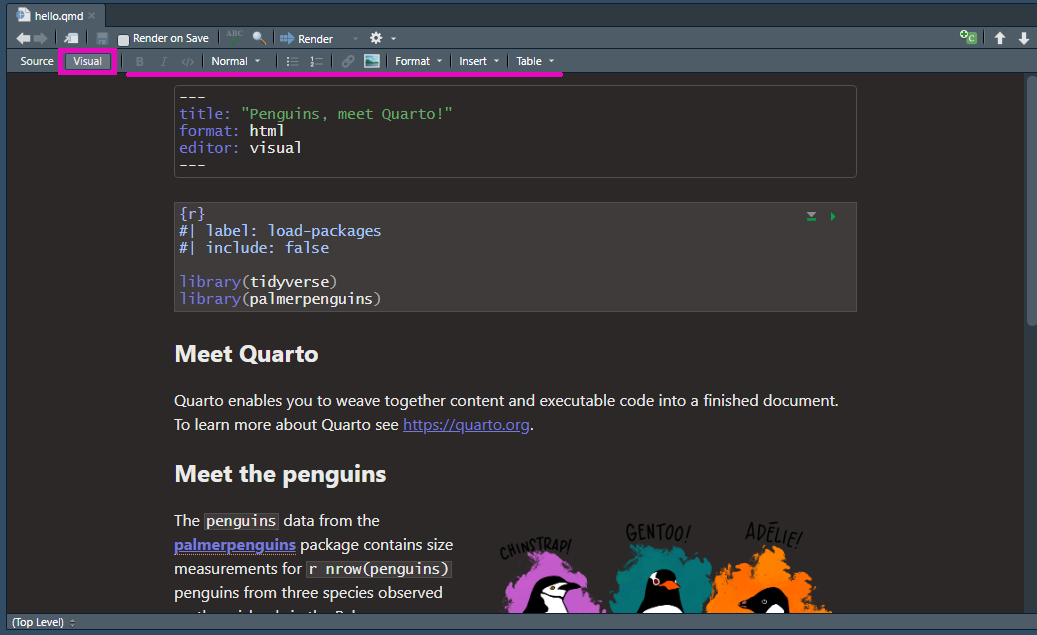 hello.qmd
Render on Save ABC Render
Source Visual B I </> Normal Format Insert Table
---
title: "Penguins, meet Quarto!"
format: html
editor: visual
---
{r}
#| label: load-packages
#| include: false
library(tidyverse)
library(palmerpenguins)
Meet Quarto
Quarto enables you to weave together content and executable code into a finished document.
To learn more about Quarto see https://quarto.org.
Meet the penguins
The penguins data from the
palmerpenguins package contains size
measurements for r nrow(penguins)
penguins from three species observed
CHINSTRAP!
GENTOO!
ADÉLIE!
(Top Level)